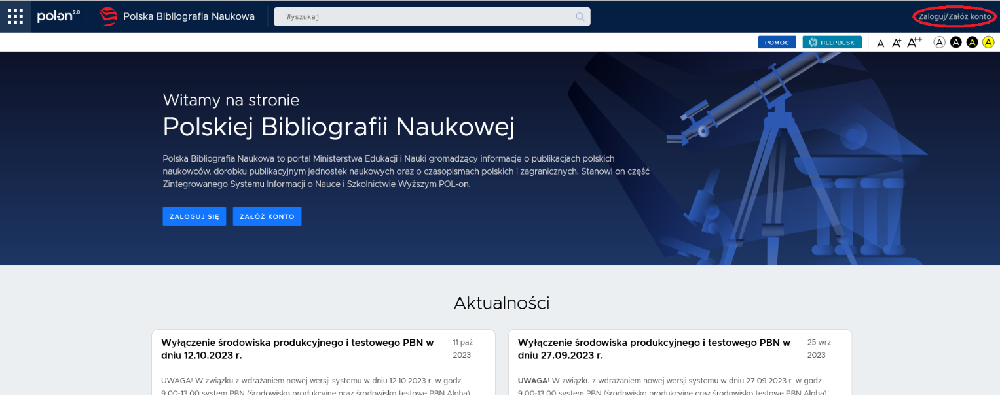 polon 2.0
Polska Bibliografia Naukowa
Wyszukaj
Zaloguj/Załóż konto
POMOC
HELPDESK
A A+ A++
A A A A
Witamy na stronie
Polskiej Bibliografii Naukowej
Polska Bibliografia Naukowa to portal Ministerstwa Edukacji i Nauki gromadzący informacje o publikacjach polskich
naukowców, dorobku publikacyjnym jednostek naukowych oraz o czasopismach polskich i zagranicznych. Stanowi on część
Zintegrowanego Systemu Informacji o Nauce i Szkolnictwie Wyższym POL-on.
ZALOGUJ SIĘ
ZAŁÓŻ KONTO
Aktualności
Wyłączenie środowiska produkcyjnego i testowego PBN w
dniu 12.10.2023 r.
11 paź
2023
UWAGA! W związku z wdrażaniem nowej wersji systemu w dniu 12.10.2023 r. w godz.
9.00-13.00 system PBN (środowisko produkcyjne oraz środowisko testowe PBN Alpha)
Wyłączenie środowiska produkcyjnego i testowego PBN w
dniu 27.09.2023 r.
25 wrz
2023
UWAGA! W związku z wdrażaniem nowej wersji systemu w dniu 27.09.2023 r. w godz.
9.00-13.00 system PBN (środowisko produkcyjne oraz środowisko testowe PBN Alpha)